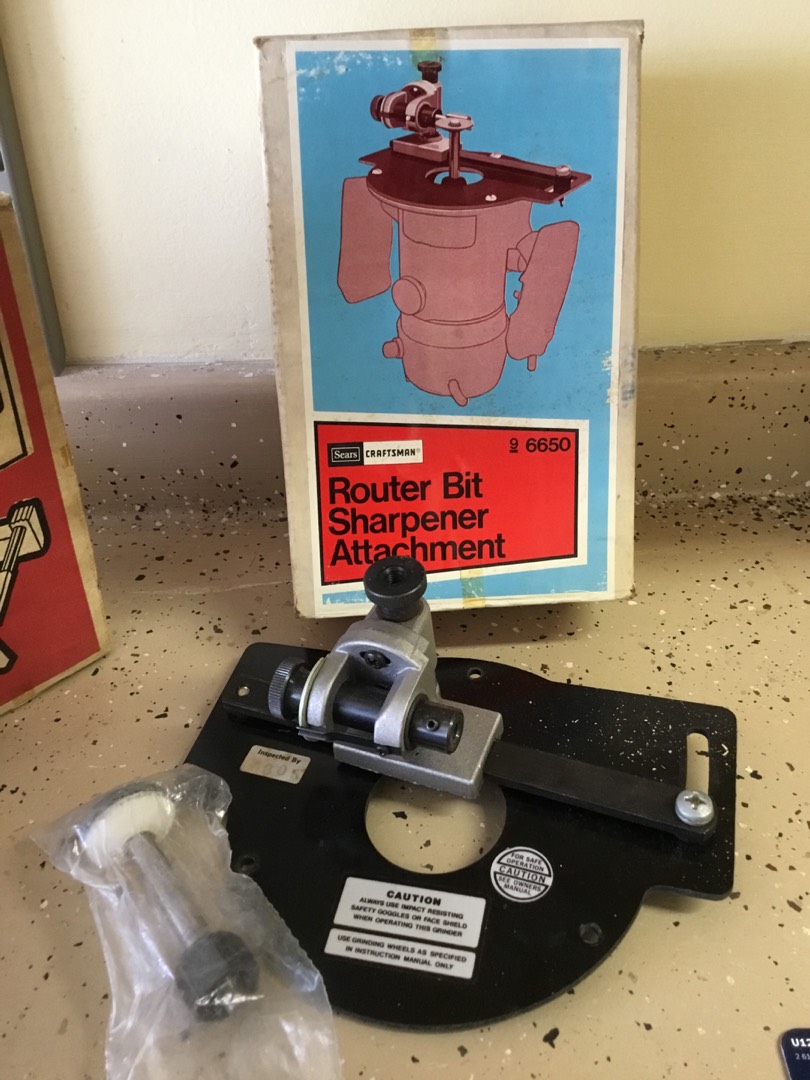 Sears CRAFTSMAN®
9 6650
Router Bit
Sharpener
Attachment
Inspected By
FOR SAFE
OPERATION
CAUTION
SEE OWNERS
MANUAL
CAUTION
ALWAYS USE IMPACT RESISTING
SAFETY GOGGLES OR FACE SHIELD
WHEN OPERATING THIS GRINDER
USE GRINDING WHEELS AS SPECIFIED
IN INSTRUCTION MANUAL ONLY